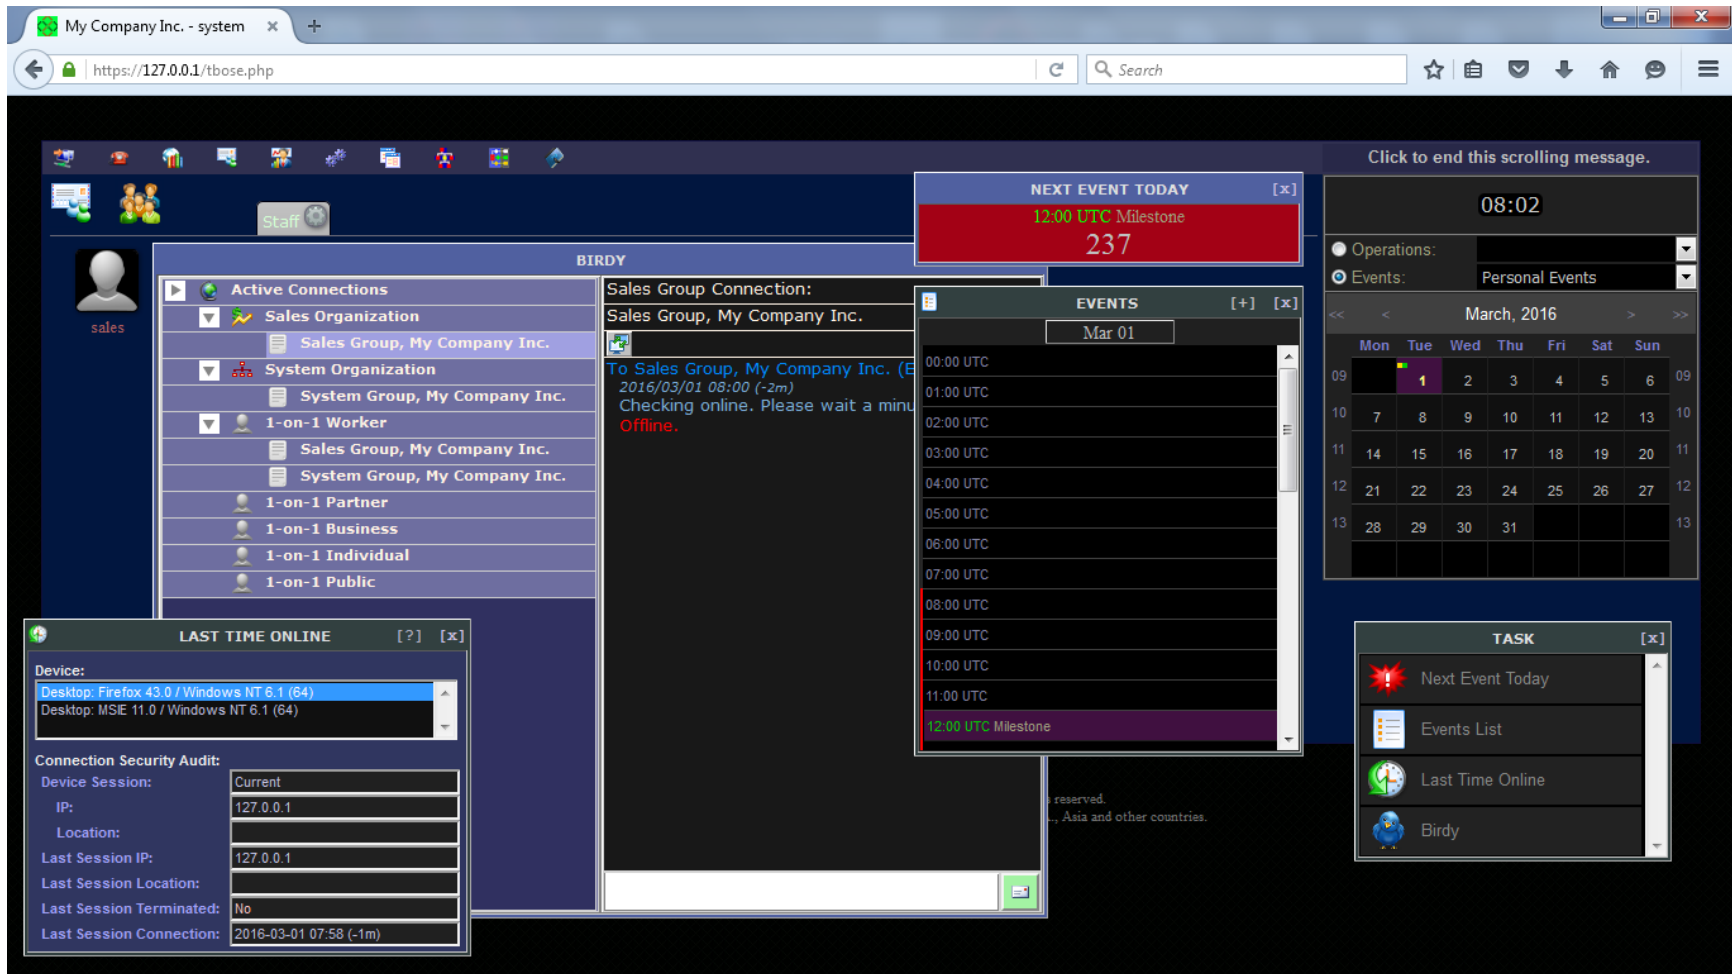 My Company Inc. - system
https://127.0.0.1/tbose.php
Search
Click to end this scrolling message.
Staff
sales
NEXT EVENT TODAY [x]
12:00 UTC Milestone
237
08:02
Operations:
Events: Personal Events
<< < March, 2016 > >>
Mon Tue Wed Thu Fri Sat Sun
09 1 2 3 4 5 6 09
10 7 8 9 10 11 12 13 10
11 14 15 16 17 18 19 20 11
12 21 22 23 24 25 26 27 12
13 28 29 30 31 13
BIRDY
Active Connections
Sales Organization
Sales Group, My Company Inc.
System Organization
System Group, My Company Inc.
1-on-1 Worker
Sales Group, My Company Inc.
System Group, My Company Inc.
1-on-1 Partner
1-on-1 Business
1-on-1 Individual
1-on-1 Public
Sales Group Connection:
Sales Group, My Company Inc.
To Sales Group, My Company Inc. (E
2016/03/01 08:00 (-2m)
Checking online. Please wait a minu
Offline.
EVENTS [+] [x]
Mar 01
00:00 UTC
01:00 UTC
02:00 UTC
03:00 UTC
04:00 UTC
05:00 UTC
06:00 UTC
07:00 UTC
08:00 UTC
09:00 UTC
10:00 UTC
11:00 UTC
12:00 UTC Milestone
LAST TIME ONLINE [?] [x]
Device:
Desktop: Firefox 43.0 / Windows NT 6.1 (64)
Desktop: MSIE 11.0 / Windows NT 6.1 (64)
Connection Security Audit:
Device Session: Current
IP: 127.0.0.1
Location:
Last Session IP: 127.0.0.1
Last Session Location:
Last Session Terminated: No
Last Session Connection: 2016-03-01 07:58 (-1m)
s reserved.
., Asia and other countries.
TASK [x]
Next Event Today
Events List
Last Time Online
Birdy